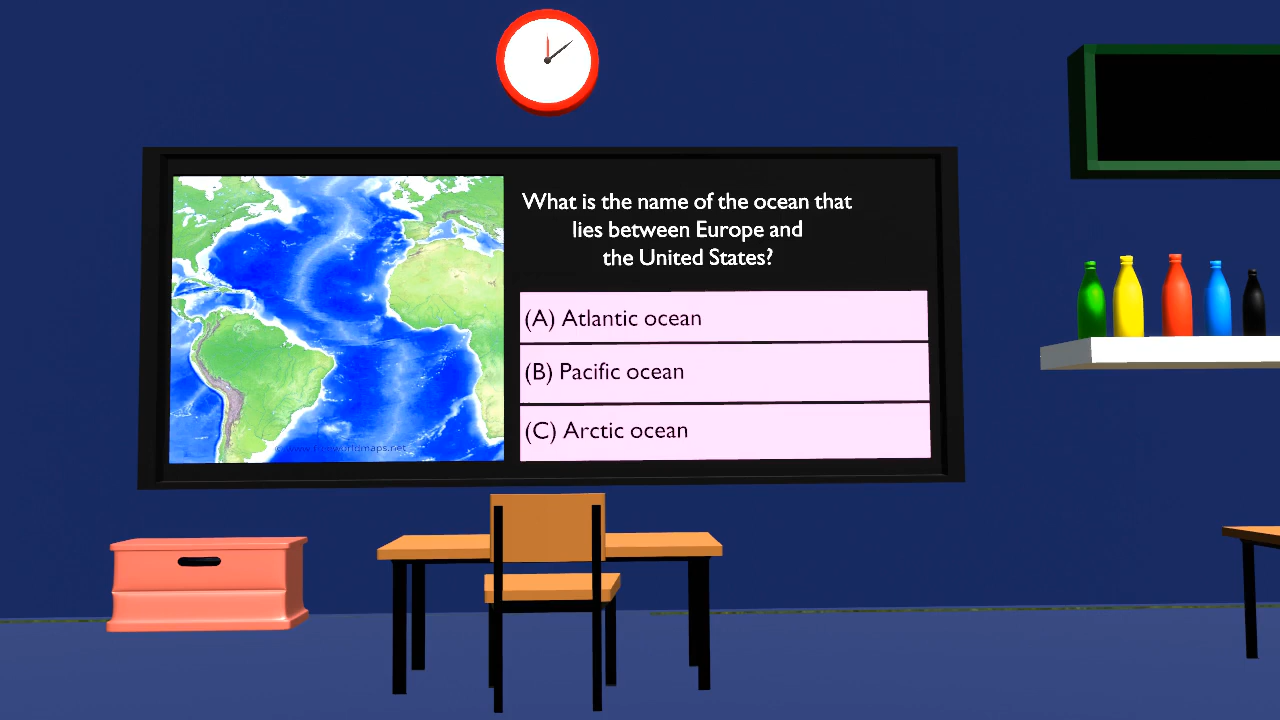 What is the name of the ocean that
lies between Europe and
the United States?
(A) Atlantic ocean
(B) Pacific ocean
(C) Arctic ocean